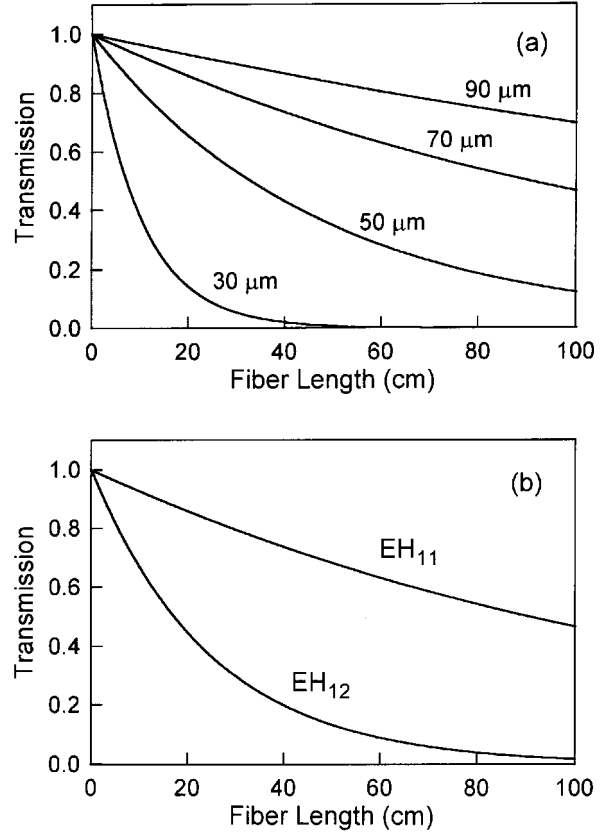 (a)
Transmission
1.0
0.8
0.6
0.4
0.2
0.0
90 μm
70 μm
50 μm
30 μm
0 20 40 60 80 100
Fiber Length (cm)
(b)
Transmission
1.0
0.8
0.6
0.4
0.2
0.0
EH₁₁
EH₁₂
0 20 40 60 80 100
Fiber Length (cm)